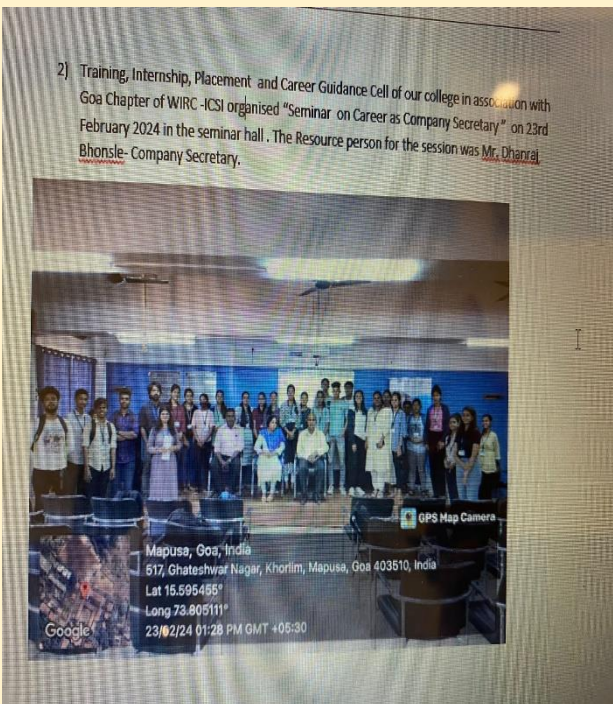 2) Training, Internship, Placement and Career Guidance Cell of our college in association with
Goa Chapter of WIRC -ICSI organised “Seminar on Career as Company Secretary” on 23rd
February 2024 in the seminar hall . The Resource person for the session was Mr. Dhanraj
Bhonsle- Company Secretary.
GPS Map Camera
Mapusa, Goa, India
517, Ghateshwar Nagar, Khorlim, Mapusa, Goa 403510, India
Lat 15.595455°
Long 73.805111°
23/02/24 01:28 PM GMT +05:30
Google